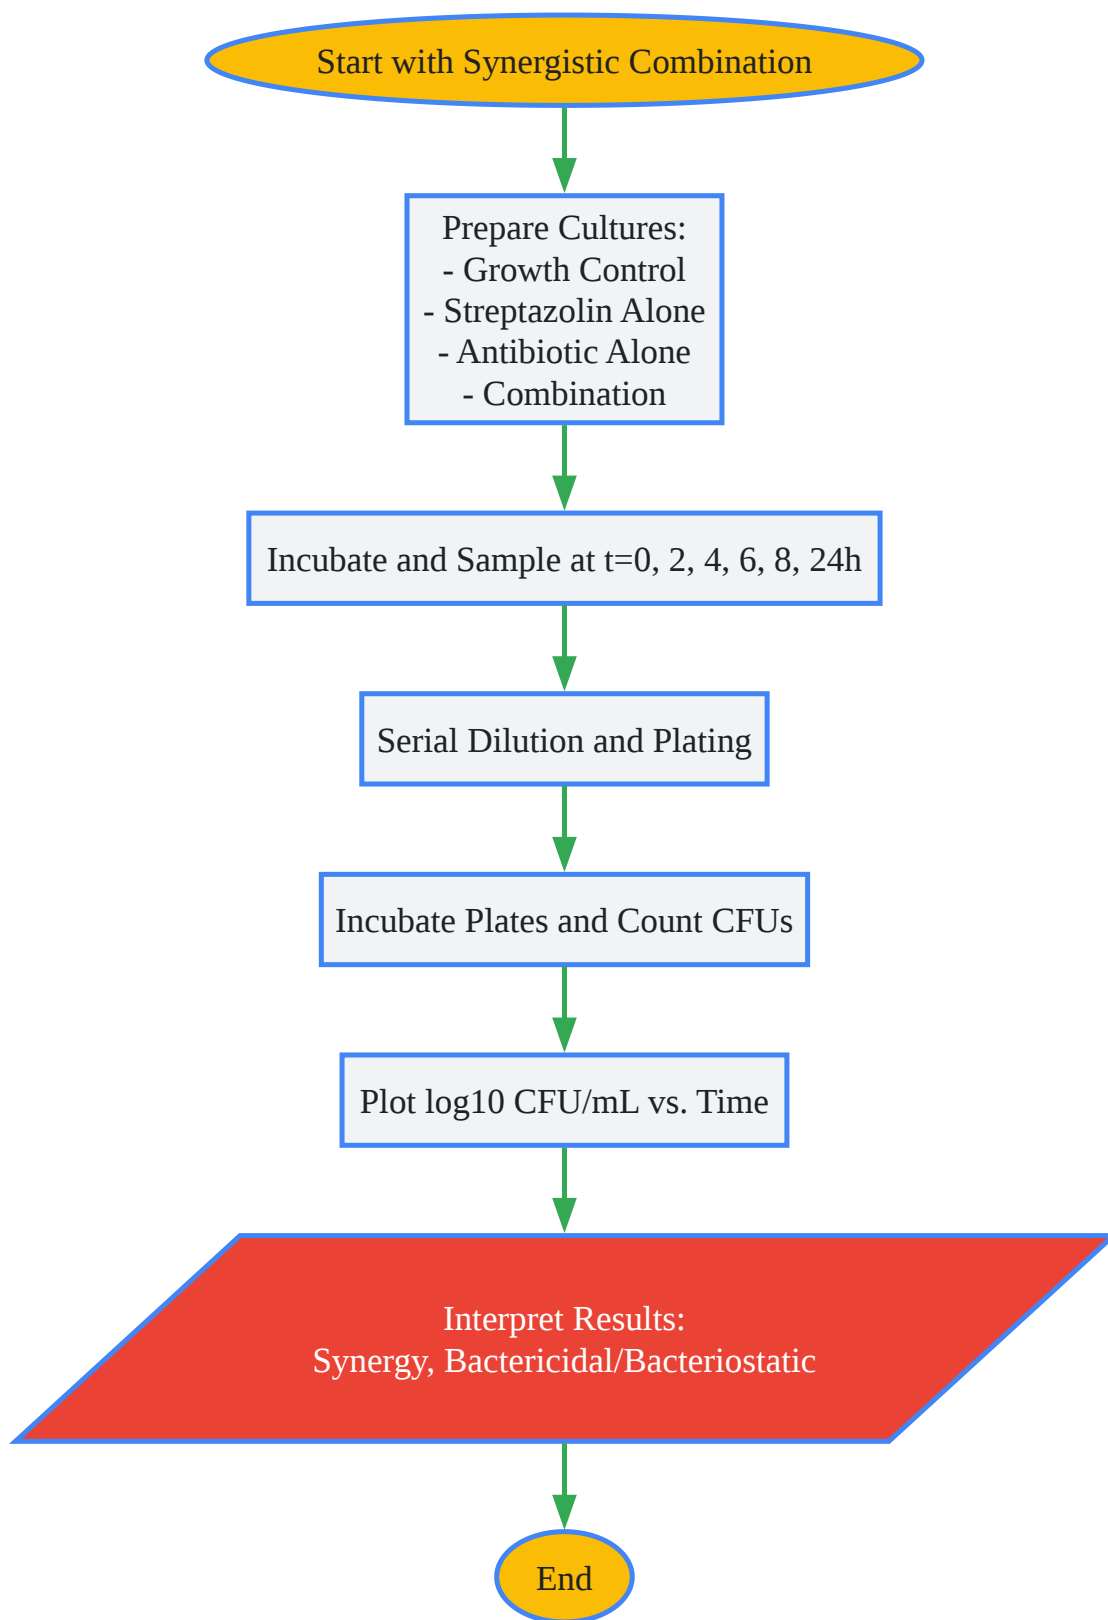 Start with Synergistic Combination
Prepare Cultures:
- Growth Control
- Streptazolin Alone
- Antibiotic Alone
- Combination
Incubate and Sample at t=0, 2, 4, 6, 8, 24h
Serial Dilution and Plating
Incubate Plates and Count CFUs
Plot log10 CFU/mL vs. Time
Interpret Results:
Synergy, Bactericidal/Bacteriostatic
End